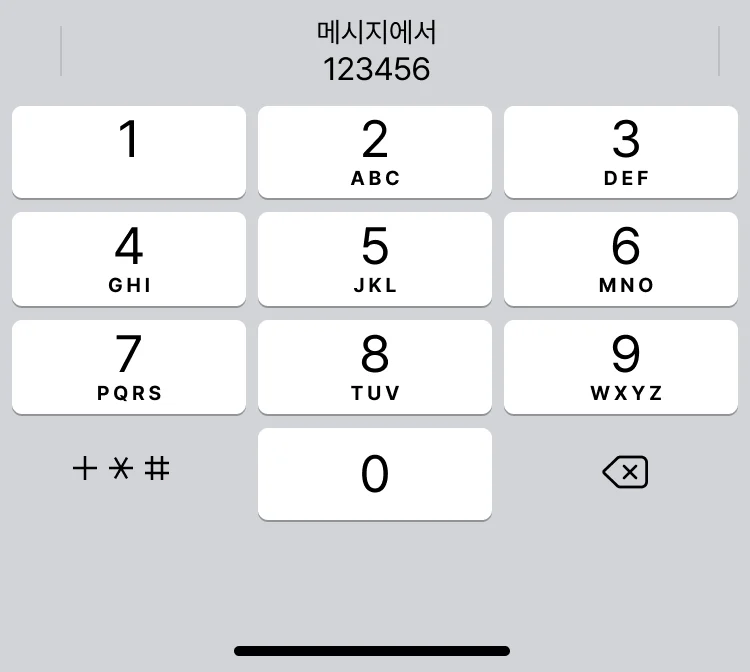 메시지에서
123456
1 2 3
ABC DEF
4 5 6
GHI JKL MNO
7 8 9
PQRS TUV WXYZ
+ * # 0